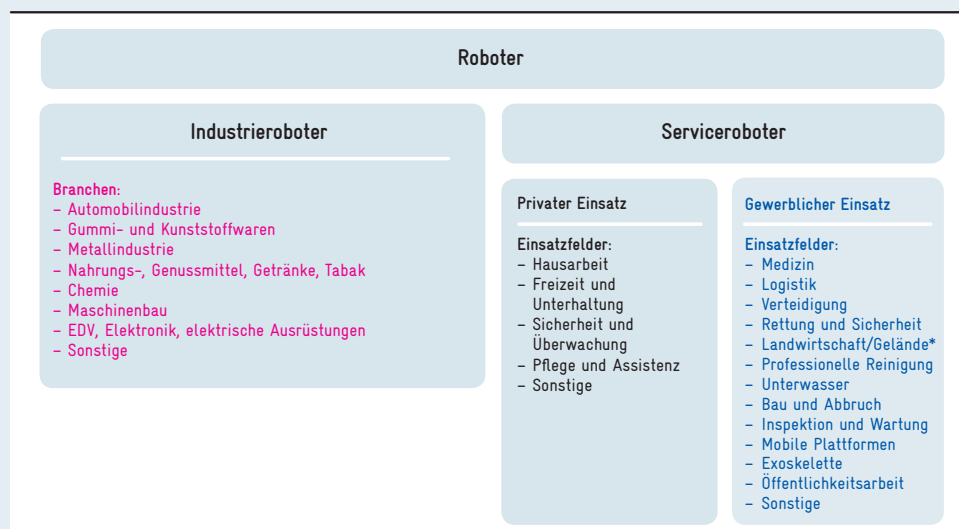 Roboter
Industrieroboter
Branchen:
– Automobilindustrie
– Gummi- und Kunststoffwaren
– Metallindustrie
– Nahrungs-, Genussmittel, Getränke, Tabak
– Chemie
– Maschinenbau
– EDV, Elektronik, elektrische Ausrüstungen
– Sonstige
Serviceroboter
Privater Einsatz
Einsatzfelder:
– Hausarbeit
– Freizeit und
Unterhaltung
– Sicherheit und
Überwachung
– Pflege und Assistenz
– Sonstige
Gewerblicher Einsatz
Einsatzfelder:
– Medizin
– Logistik
– Verteidigung
– Rettung und Sicherheit
– Landwirtschaft/Gelände*
– Professionelle Reinigung
– Unterwasser
– Bau und Abbruch
– Inspektion und Wartung
– Mobile Plattformen
– Exoskelette
– Öffentlichkeitsarbeit
– Sonstige